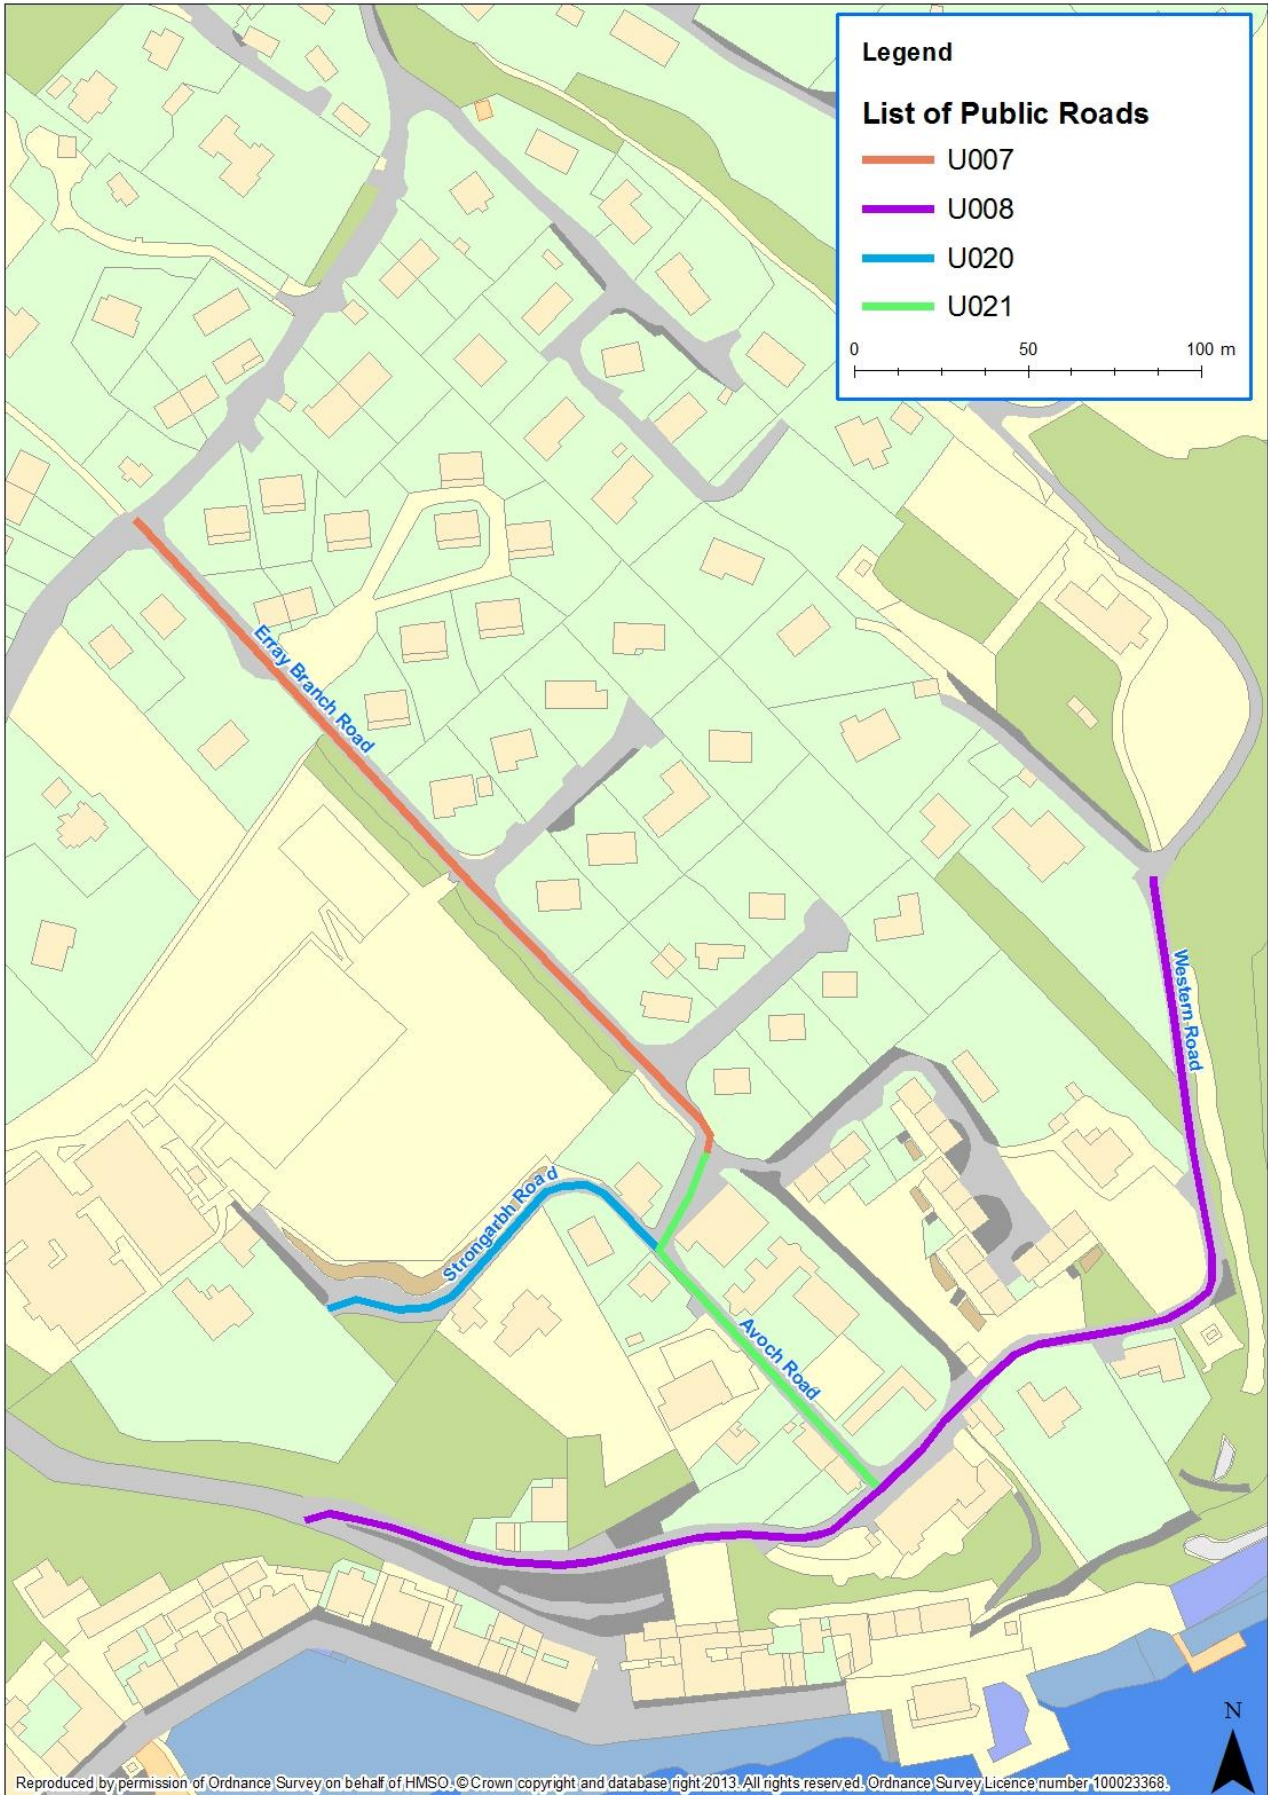 Legend
List of Public Roads
U007
U008
U020
U021
0 50 100 m
Erray Branch Road
Western Road
Strongarbh Road
Avoch Road
N
Reproduced by permission of Ordnance Survey on behalf of HMSO. © Crown copyright and database right 2013. All rights reserved. Ordnance Survey Licence number 100023368.